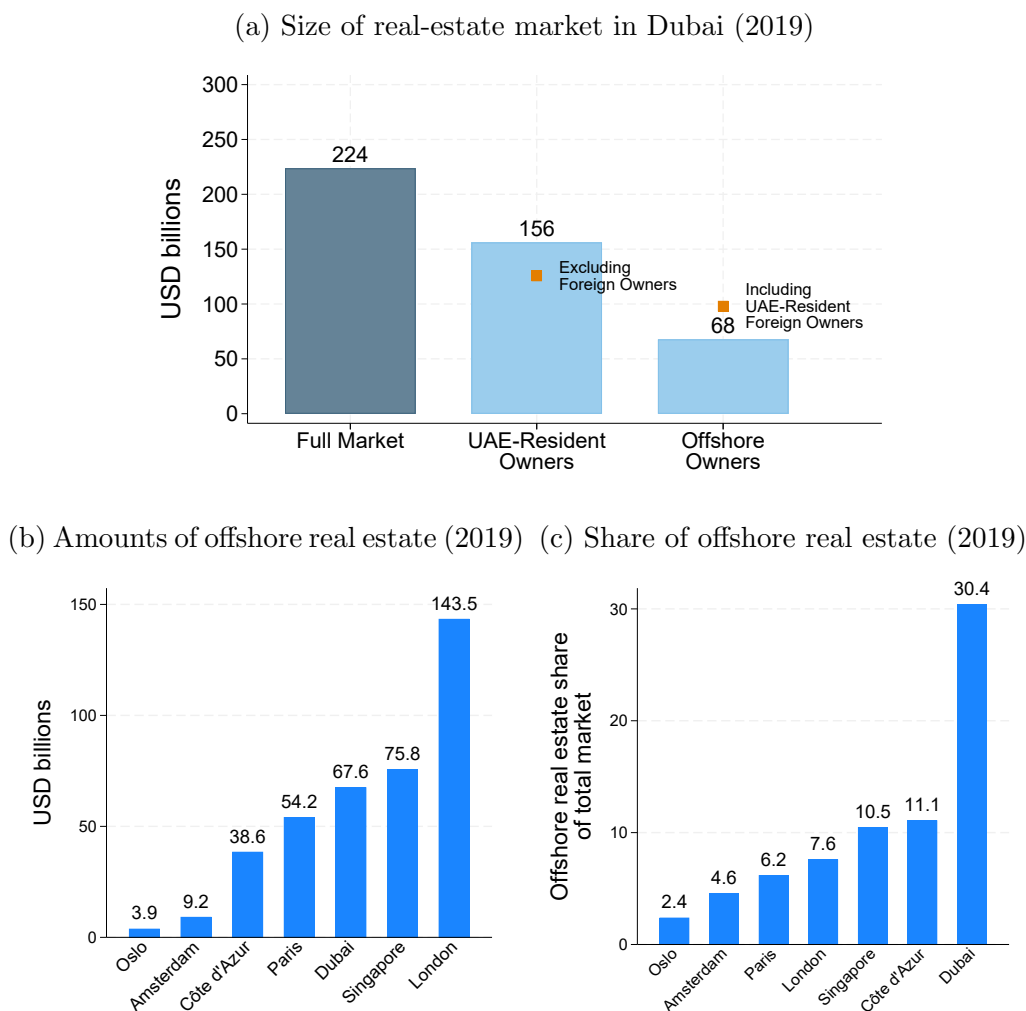 (a) Size of real-estate market in Dubai (2019)
USD billions
300
250
200
150
100
50
0
224
156
68
Excluding
Foreign Owners
Including
UAE-Resident
Foreign Owners
Full Market
UAE-Resident
Owners
Offshore
Owners
(b) Amounts of offshore real estate (2019)
USD billions
150
100
50
0
3.9
9.2
38.6
54.2
67.6
75.8
143.5
Oslo
Amsterdam
Côte d'Azur
Paris
Dubai
Singapore
London
(c) Share of offshore real estate (2019)
Offshore real estate share
of total market
30
20
10
0
2.4
4.6
6.2
7.6
10.5
11.1
30.4
Oslo
Amsterdam
Paris
London
Singapore
Côte d'Azur
Dubai